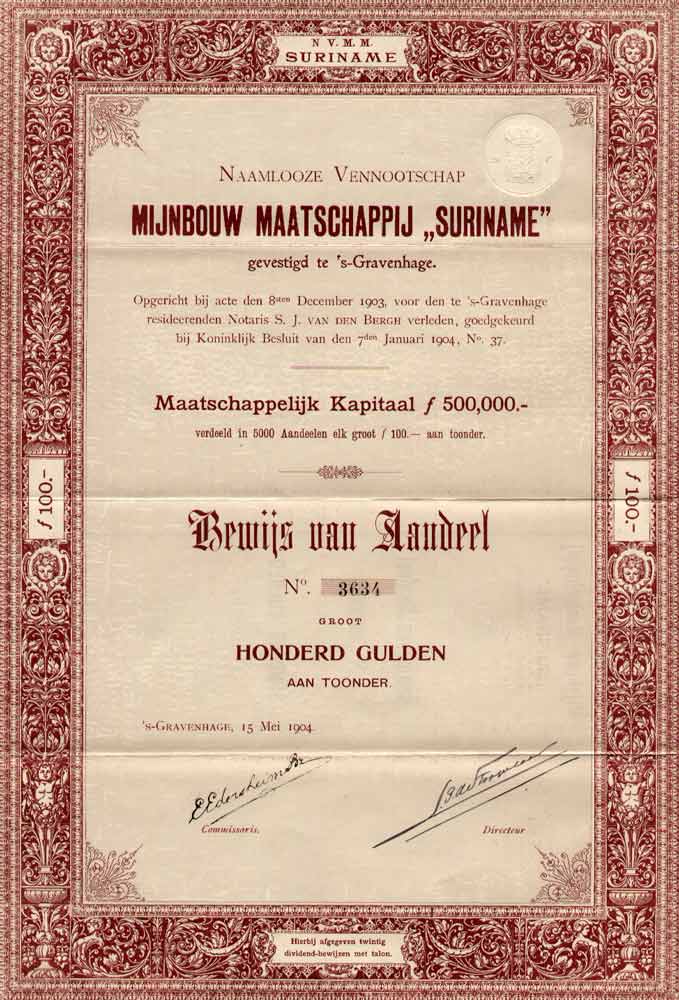 N V. M. M.
SURINAME
NAAMLOOZE VENNOOTSCHAP
MIJNBOUW MAATSCHAPPIJ „SURINAME”
gevestigd te 's-Gravenhage.
Opgericht bij acte den 8sten December 1903, voor den te 's-Gravenhage
resideerenden Notaris S. J. VAN DEN BERGH verleden, goedgekeurd
bij Koninklijk Besluit van den 7den Januari 1904, No. 37.
Maatschappelijk Kapitaal f 500,000.-
verdeeld in 5000 Aandeelen elk groot f 100.— aan toonder.
f 100.-
f 100.-
Bewijs van Aandeel
No. 3634
GROOT
HONDERD GULDEN
AAN TOONDER.
's-GRAVENHAGE, 15 Mei 1904.
E Edersheim
Commissaris.
Directeur
Hierbij afgegeven twintig
dividend-bewijzen met talon.